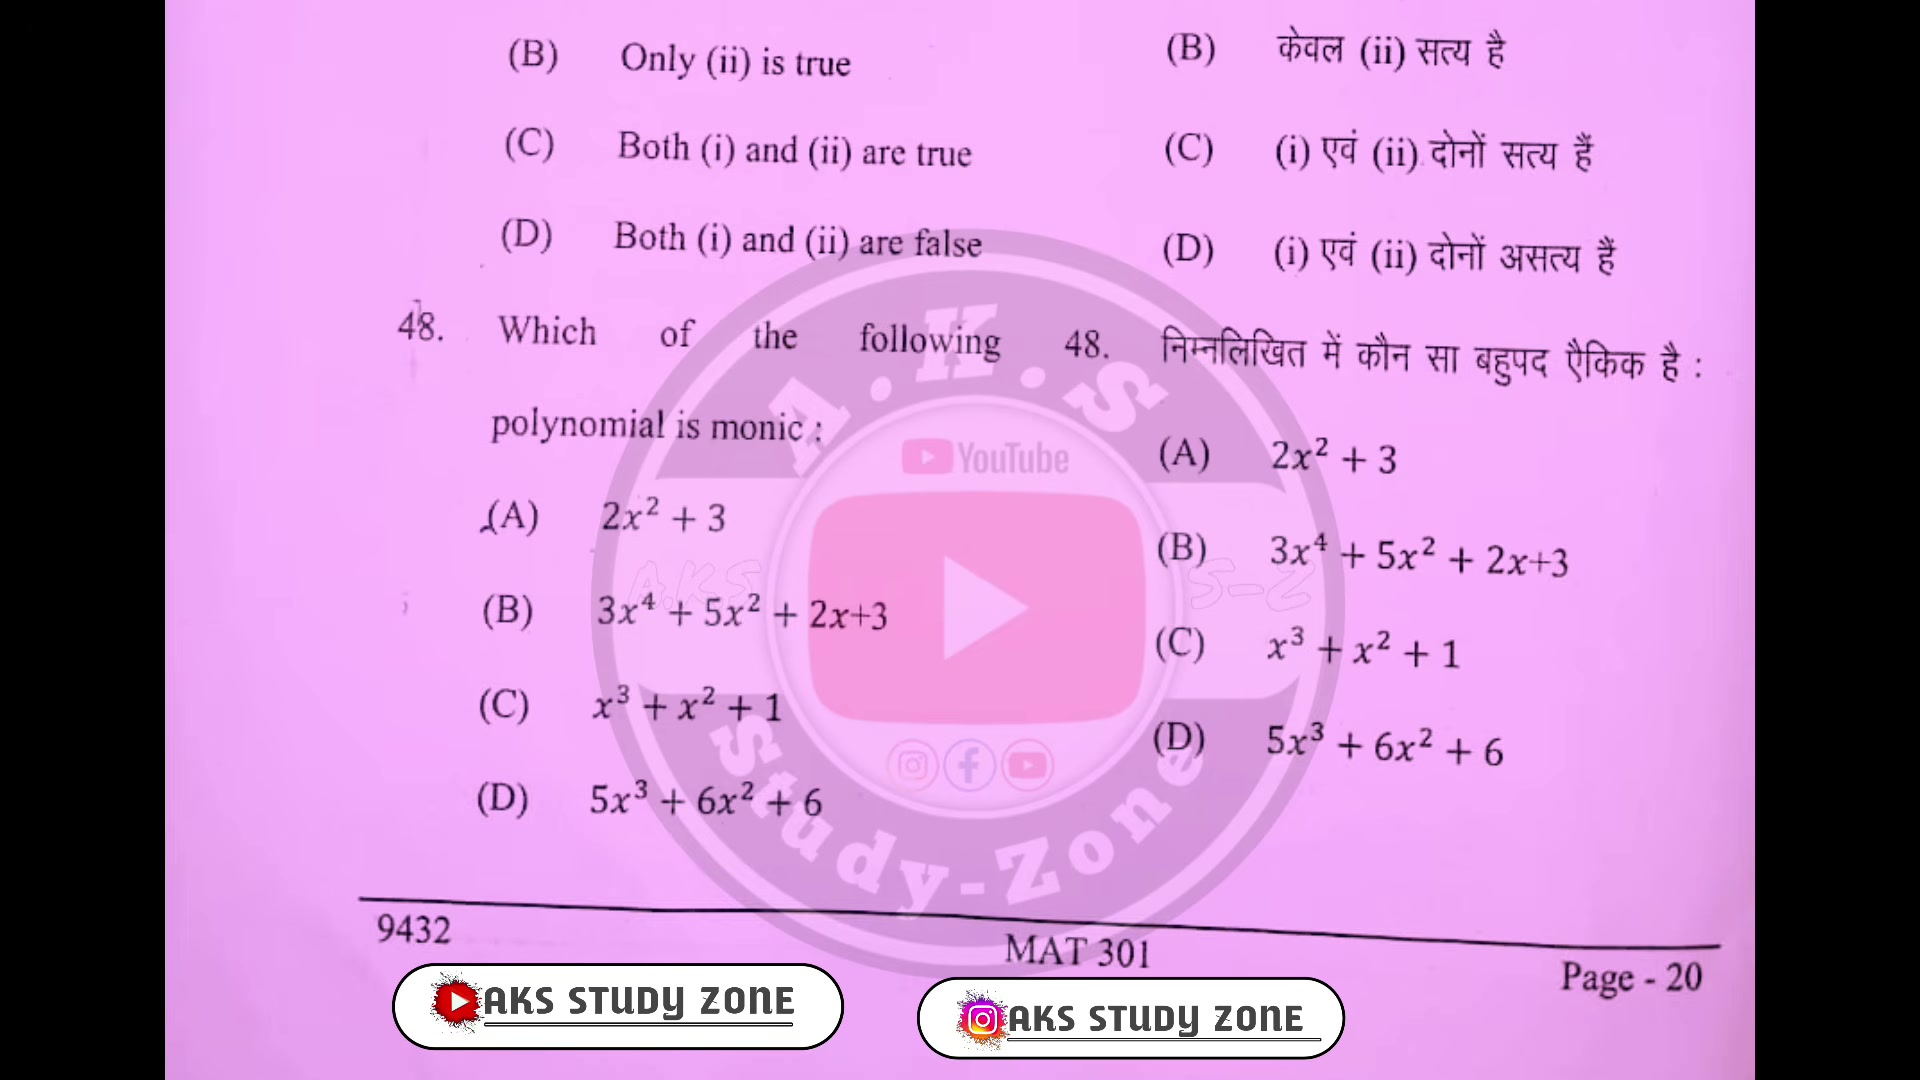 (B) Only (ii) is true
(C) Both (i) and (ii) are true
(D) Both (i) and (ii) are false
48. Which of the following
polynomial is monic :
(A) 2x² + 3
(B) 3x⁴ + 5x² + 2x+3
(C) x³ + x² + 1
(D) 5x³ + 6x² + 6
(B) केवल (ii) सत्य है
(C) (i) एवं (ii) दोनों सत्य हैं
(D) (i) एवं (ii) दोनों असत्य हैं
48. निम्नलिखित में कौन सा बहुपद ऐकिक है :
(A) 2x² + 3
(B) 3x⁴ + 5x² + 2x+3
(C) x³ + x² + 1
(D) 5x³ + 6x² + 6
A.K.S
YouTube
A.KS
S-Z
Study-Zone
9432
MAT 301
Page - 20
AKS STUDY ZONE
AKS STUDY ZONE